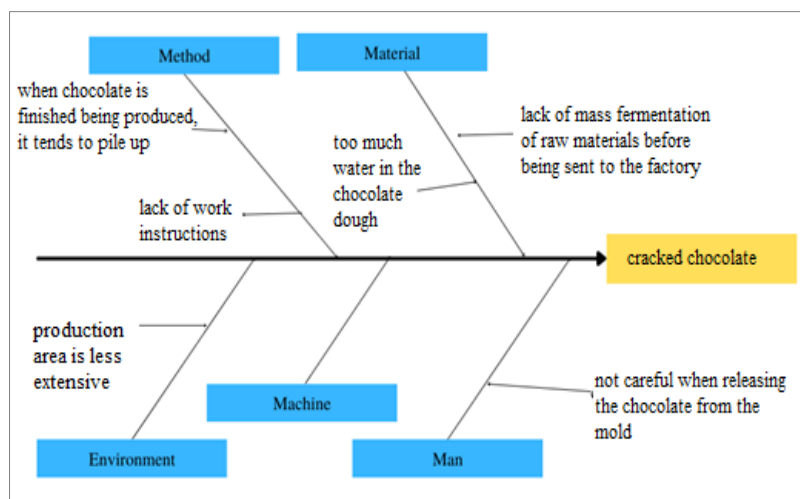 Method
Material
when chocolate is
finished being produced,
it tends to pile up
lack of work
instructions
too much
water in the
chocolate
dough
lack of mass fermentation
of raw materials before
being sent to the factory
cracked chocolate
production
area is less
extensive
Machine
not careful when releasing
the chocolate from the
mold
Environment
Man